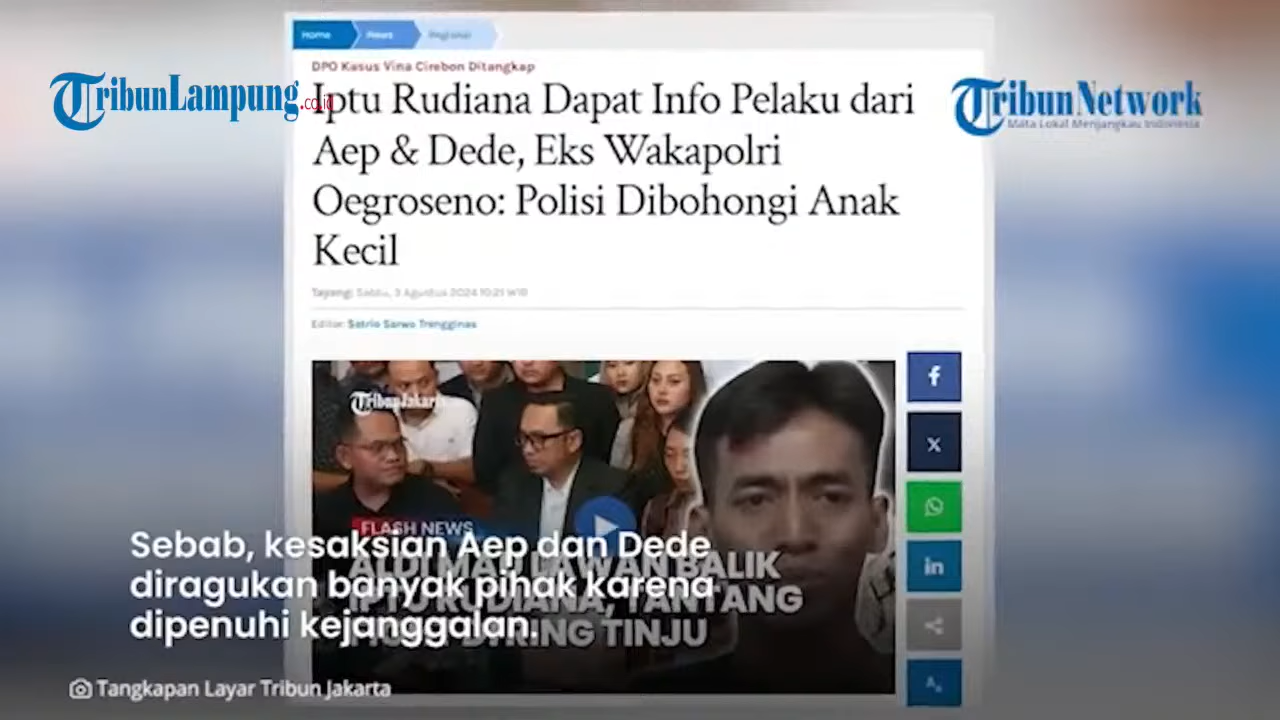 Home
News
Regional
DPO Kasus Vina Cirebon Ditangkap
TribunLampung.co.id
TribunNetwork
Mata Lokal Menjangkau Indonesia
Iptu Rudiana Dapat Info Pelaku dari
Aep & Dede, Eks Wakapolri
Oegroseno: Polisi Dibohongi Anak
Kecil
Tayang: Sabtu, 3 Agustus 2024 10:21 WIB
Editor: Satrio Sarwo Trengginas
TribunJakarta
FLASH NEWS
ALDI MAU LAWAN BALIK
IPTU RUDIANA, TANTANG
DI RING TINJU
Sebab, kesaksian Aep dan Dede
diragukan banyak pihak karena
dipenuhi kejanggalan.
Tangkapan Layar Tribun Jakarta